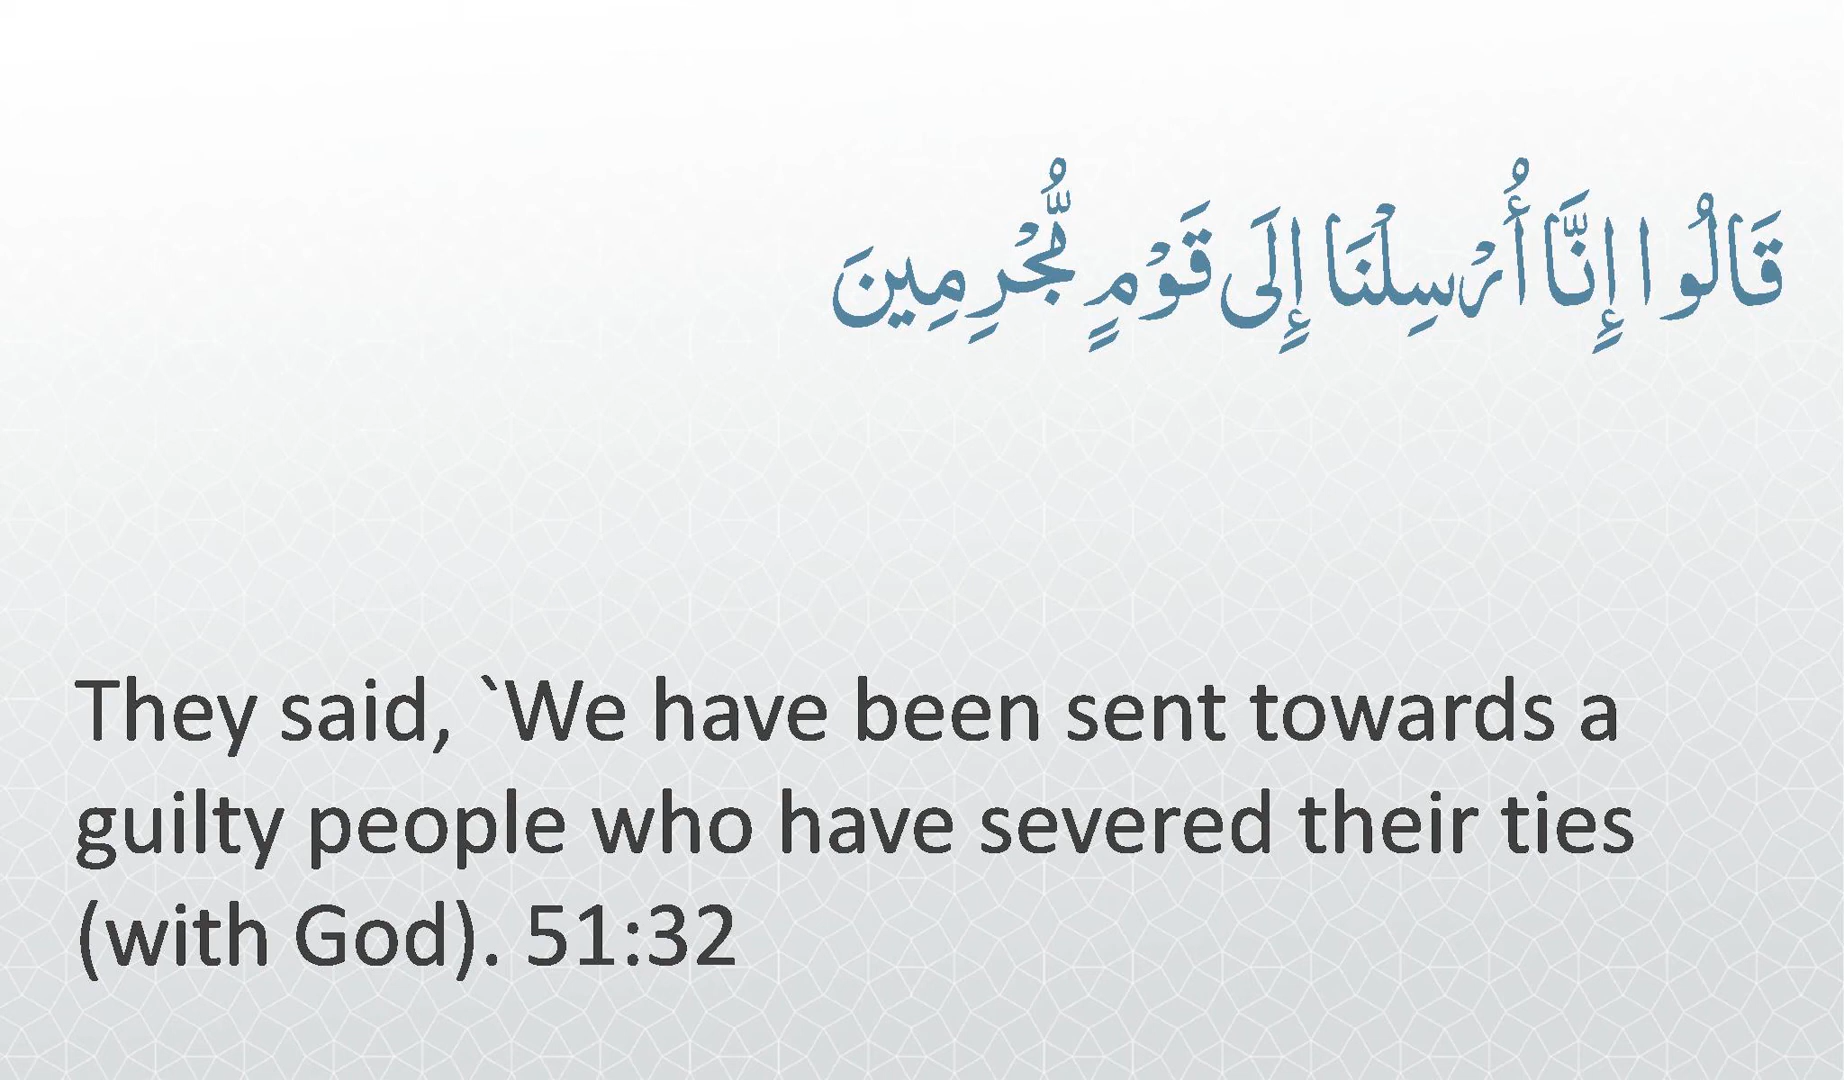 قَالُوا إِنَّا أُرْسِلْنَا إِلَى قَوْمٍ مُّجْرِمِينَ
They said, `We have been sent towards a
guilty people who have severed their ties
(with God). 51:32